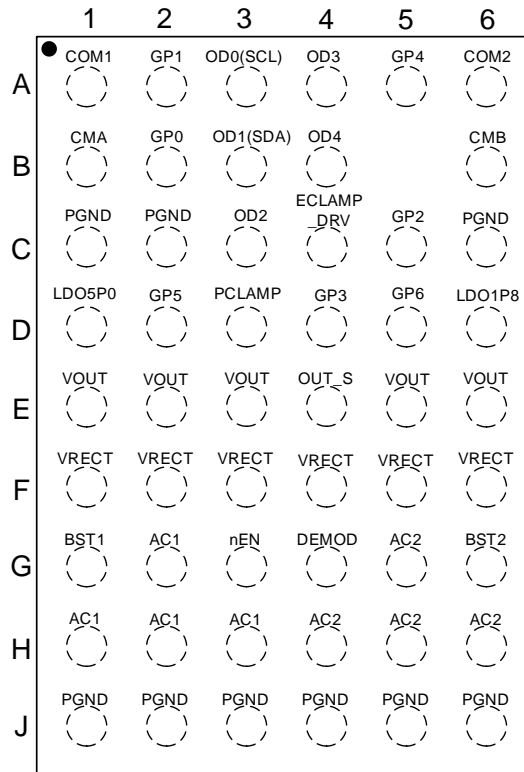 1 2 3 4 5 6
A COM1 GP1 OD0(SCL) OD3 GP4 COM2
B CMA GP0 OD1(SDA) OD4 CMB
C PGND PGND OD2 ECLAMP
_DRV GP2 PGND
D LDO5P0 GP5 PCLAMP GP3 GP6 LDO1P8
E VOUT VOUT VOUT OUT_S VOUT VOUT
F VRECT VRECT VRECT VRECT VRECT VRECT
G BST1 AC1 nEN DEMOD AC2 BST2
H AC1 AC1 AC1 AC2 AC2 AC2
J PGND PGND PGND PGND PGND PGND